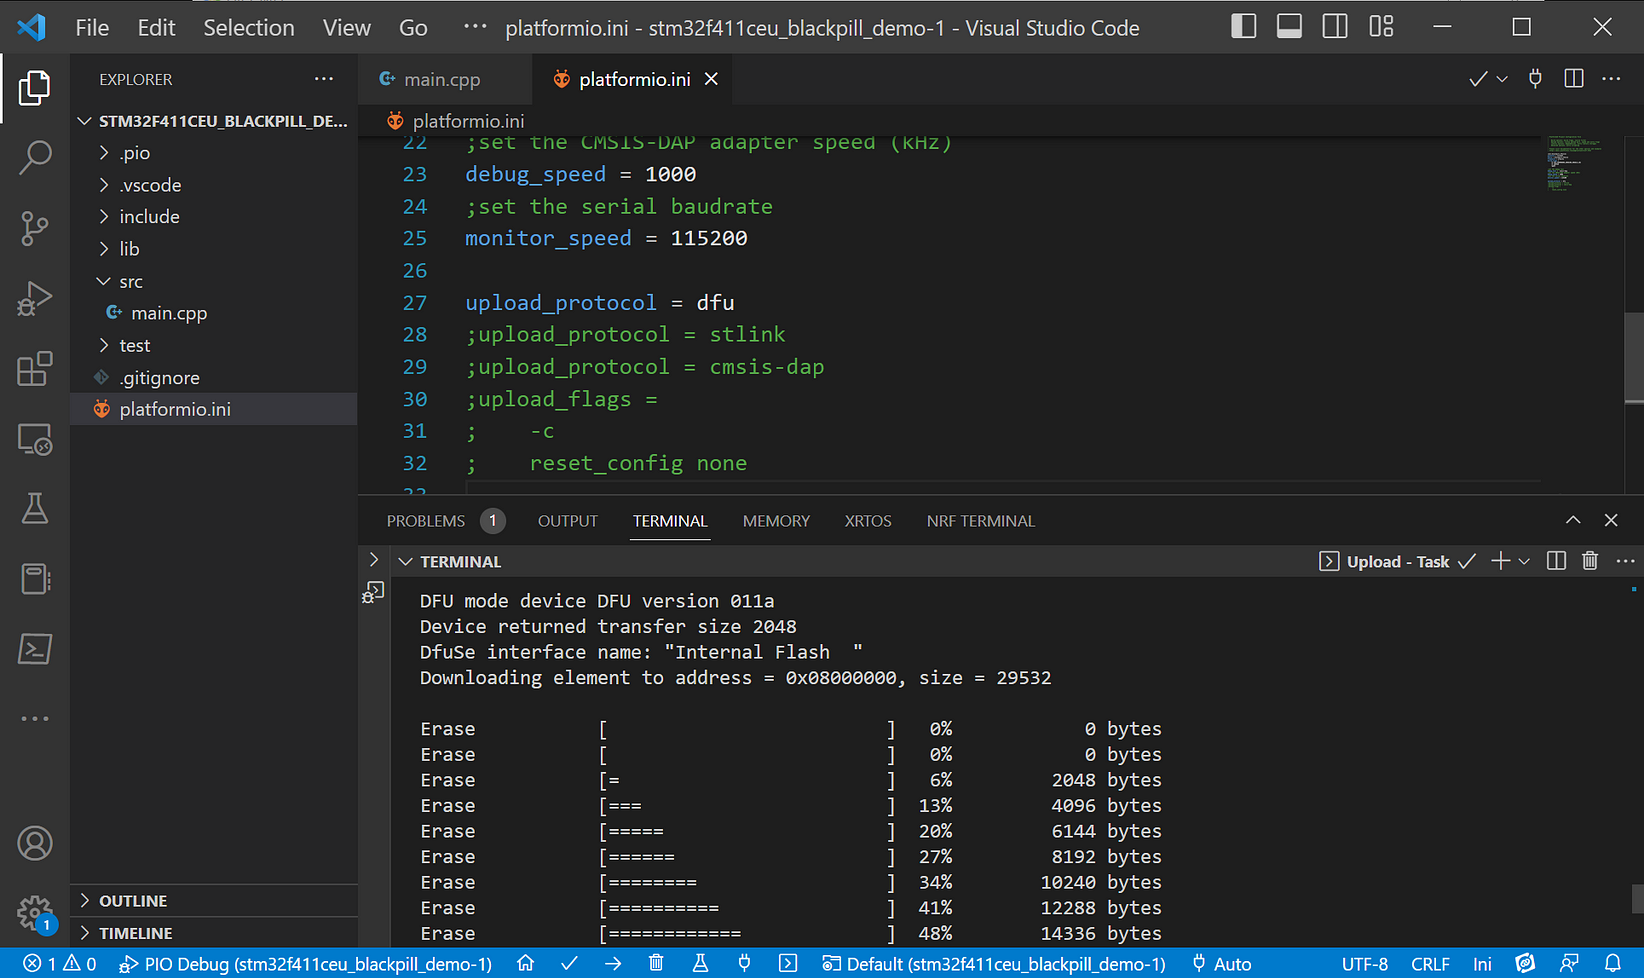 File Edit Selection View Go ··· platformio.ini - stm32f411ceu_blackpill_demo-1 - Visual Studio Code
EXPLORER ···
STM32F411CEU_BLACKPILL_DE...
.pio
.vscode
include
lib
src
main.cpp
test
.gitignore
platformio.ini
OUTLINE
TIMELINE
main.cpp platformio.ini
platformio.ini
22 ;set the CMSIS-DAP adapter speed (kHz)
23 debug_speed = 1000
24 ;set the serial baudrate
25 monitor_speed = 115200
26
27 upload_protocol = dfu
28 ;upload_protocol = stlink
29 ;upload_protocol = cmsis-dap
30 ;upload_flags =
31 ;    -c
32 ;    reset_config none
33
PROBLEMS 1 OUTPUT TERMINAL MEMORY XRTOS NRF TERMINAL
TERMINAL Upload - Task
DFU mode device DFU version 011a
Device returned transfer size 2048
DfuSe interface name: "Internal Flash  "
Downloading element to address = 0x08000000, size = 29532
Erase [                         ] 0% 0 bytes
Erase [                         ] 0% 0 bytes
Erase [=                        ] 6% 2048 bytes
Erase [===                      ] 13% 4096 bytes
Erase [=====                    ] 20% 6144 bytes
Erase [======                   ] 27% 8192 bytes
Erase [========                 ] 34% 10240 bytes
Erase [==========               ] 41% 12288 bytes
Erase [============             ] 48% 14336 bytes
1
1 0 PIO Debug (stm32f411ceu_blackpill_demo-1) Default (stm32f411ceu_blackpill_demo-1) Auto UTF-8 CRLF Ini